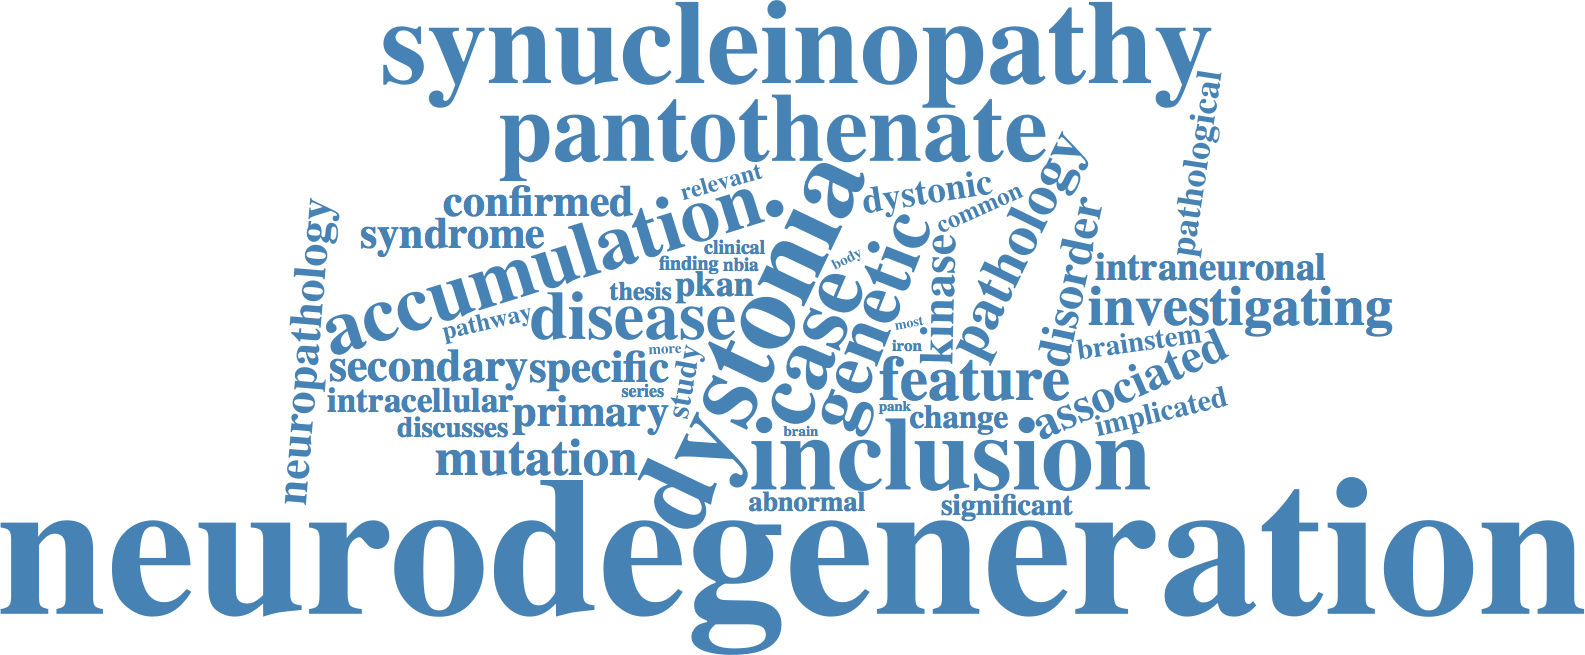 synucleinopathy
pantothenate
pathological
relevant
confirmed
dystonic
common
pathology
neuropathology
syndrome
accumulation
clinical
finding
nbia
body
genetic
kinase
disorder
intraneuronal
thesis
pkan
dystonia
case
investigating
pathway
disease
most
iron
brainstem
more
secondary
specific
study
series
feature
associated
intracellular
primary
pank
change
implicated
discusses
brain
mutation
inclusion
abnormal
significant
neurodegeneration